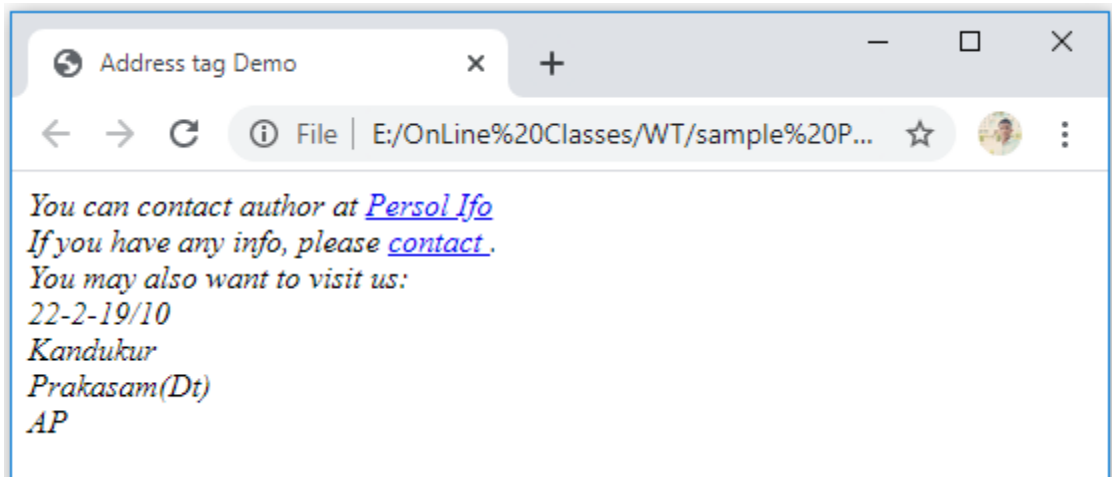 Address tag Demo
File E:/OnLine%20Classes/WT/sample%20P...
You can contact author at Persol Ifo
If you have any info, please contact .
You may also want to visit us:
22-2-19/10
Kandukur
Prakasam(Dt)
AP